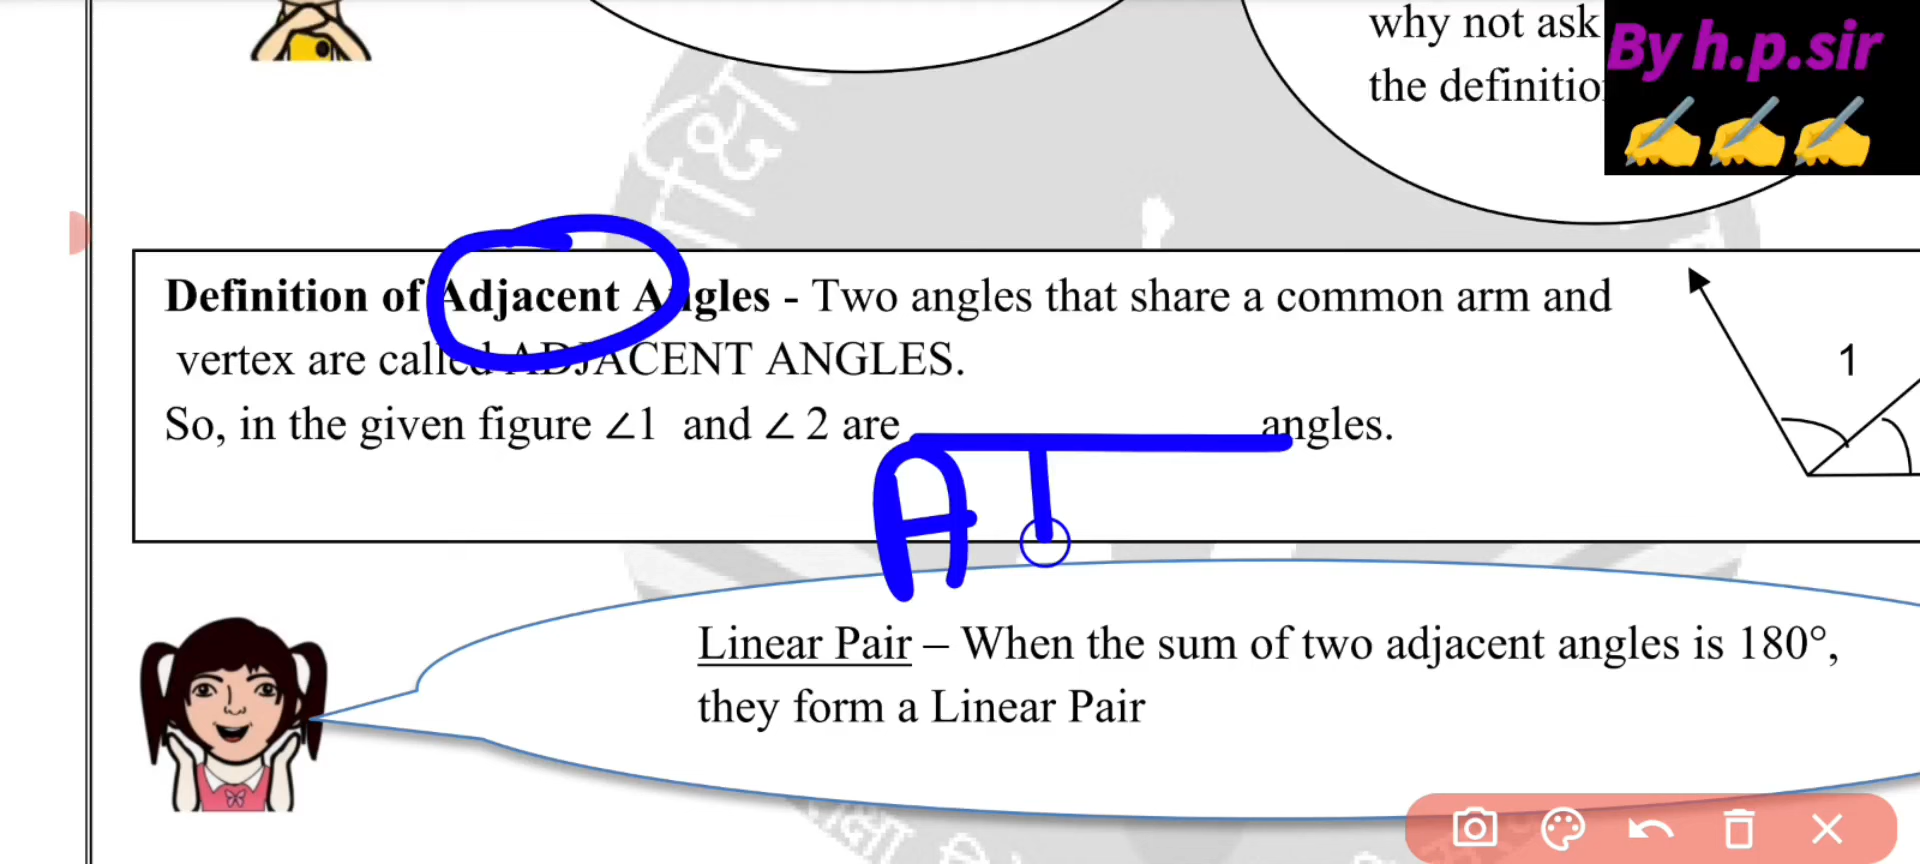 why not ask
the definitio
By h.p.sir
Definition of Adjacent Angles - Two angles that share a common arm and
vertex are called ADJACENT ANGLES.
So, in the given figure ∠1 and ∠ 2 are angles.
1
A
Linear Pair – When the sum of two adjacent angles is 180°,
they form a Linear Pair